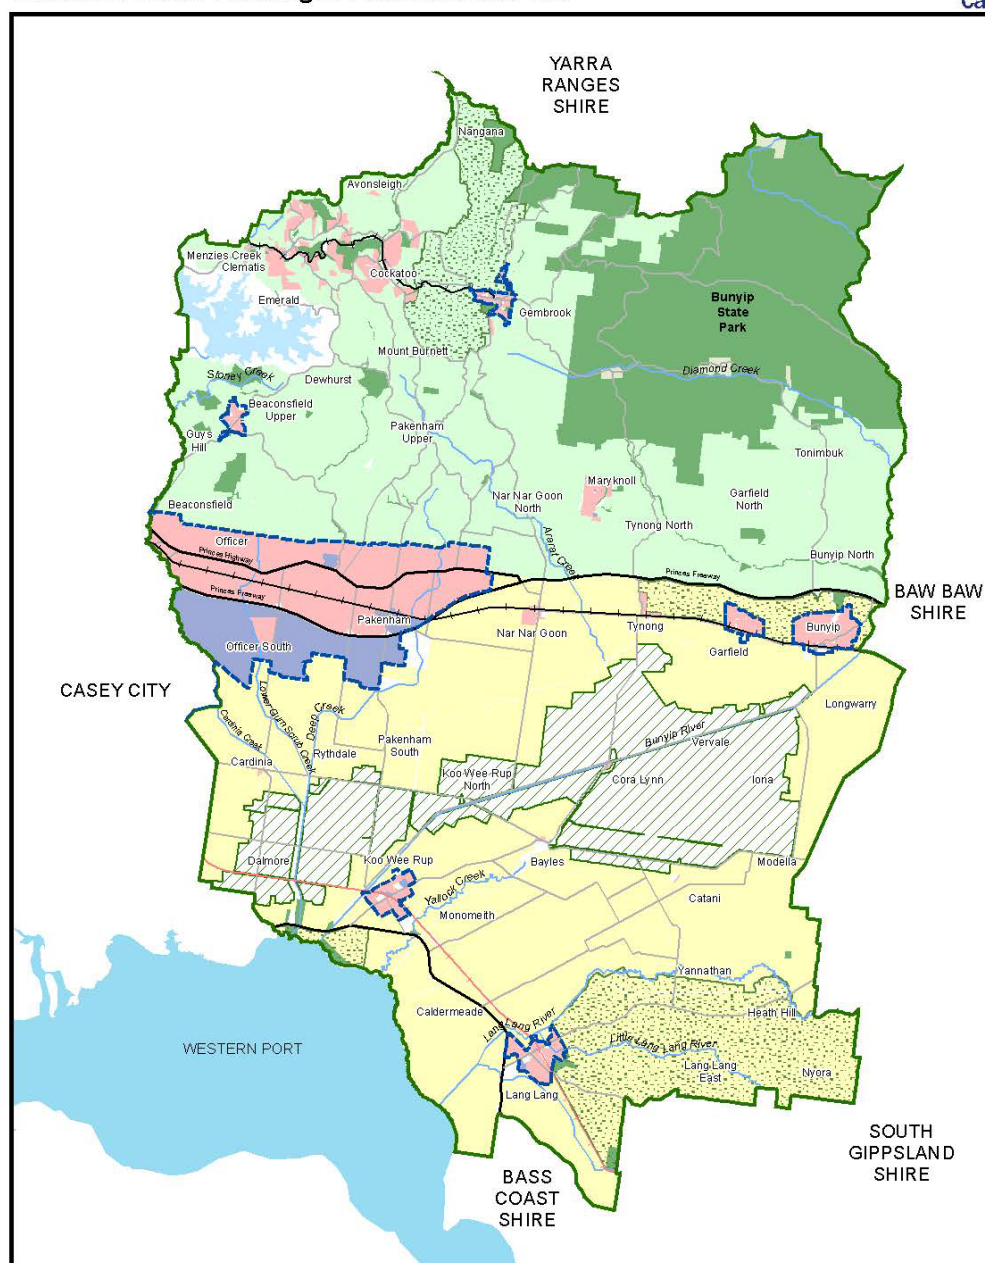 Ca
YARRA
RANGES
SHIRE
Nangana
Avonsleigh
Menzies Creek
Clematis
Cockatoo
Emerald
Gembrook
Bunyip
State
Park
Mount Burnett
Stoney Creek
Dewhurst
Diamond Creek
Beaconsfield
Upper
Guys
Hill
Pakenham
Upper
Tonimbuk
Maryknoll
Nar Nar Goon
North
Garfield
North
Beaconsfield
Tynong North
Officer
Ararat Creek
Princes Highway
Bunyip North
Princes Freeway
Princes Freeway
BAW BAW
SHIRE
Pakenham
Nar Nar Goon
Tynong
Bunyip
Officer South
Garfield
CASEY CITY
Lower Gum Scrub Creek
Deep Creek
Longwarry
Cardinia Creek
Bunyip River
Pakenham
South
Vervale
Rythdale
Cardinia
Koo Wee Rup
North
Cora Lynn
Iona
Dalmore
Koo Wee Rup
Bayles
Modella
Yallock Creek
Catani
Monomeith
Yannathan
Caldermeade
Lang Lang River
Heath Hill
Little Lang Lang River
WESTERN PORT
Lang Lang
East
Nyora
Lang Lang
SOUTH
GIPPSLAND
SHIRE
BASS
COAST
SHIRE